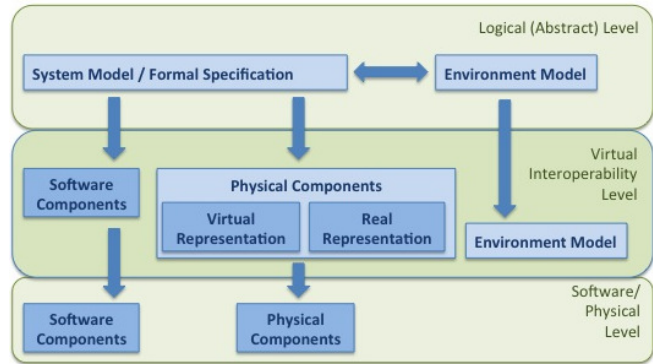 Logical (Abstract) Level
System Model / Formal Specification
Environment Model
Virtual
Interoperability
Level
Software
Components
Physical Components
Virtual
Representation
Real
Representation
Environment Model
Software/
Physical
Level
Software
Components
Physical
Components